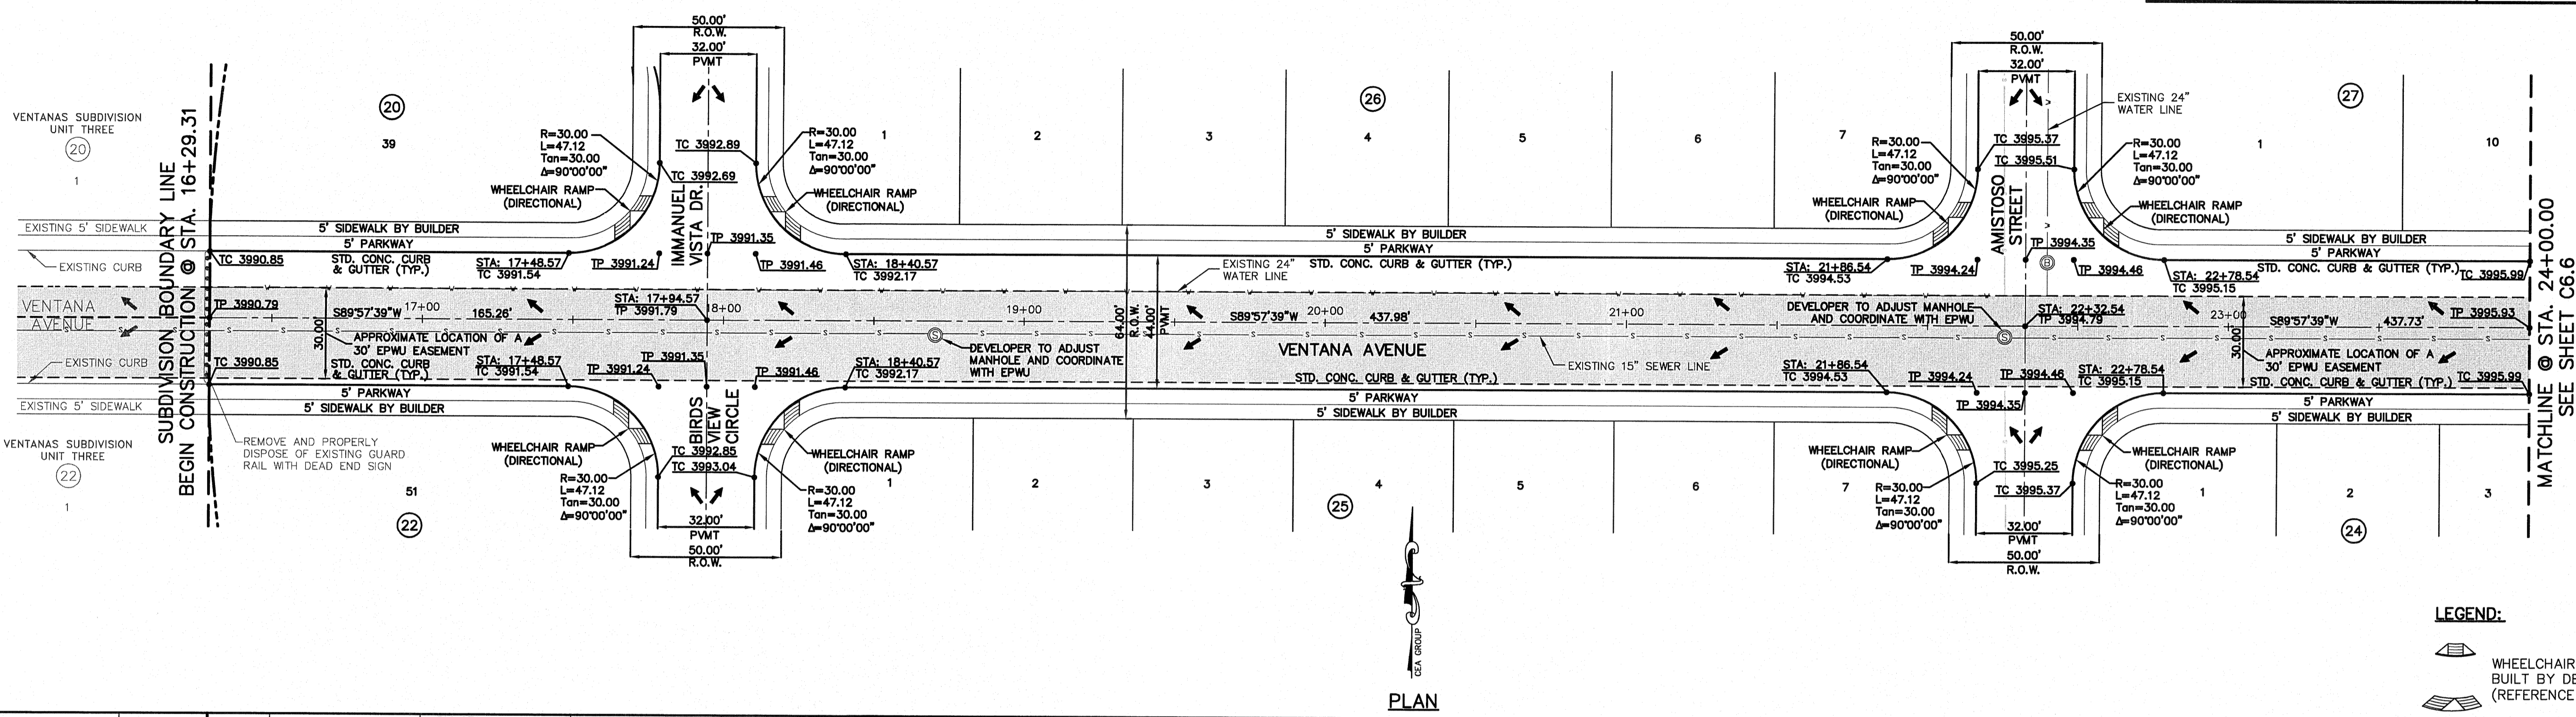 VENTANAS SUBDIVISION
UNIT THREE
20
1
EXISTING 5' SIDEWALK
EXISTING CURB
VENTANA
AVENUE
EXISTING CURB
EXISTING 5' SIDEWALK
VENTANAS SUBDIVISION
UNIT THREE
22
1
SUBDIVISION BOUNDARY LINE
BEGIN CONSTRUCTION @ STA. 16+29.31
20
39
5' SIDEWALK BY BUILDER
5' PARKWAY
STD. CONC. CURB
& GUTTER (TYP.)
TC 3990.85
TP 3990.79
17+00
S89°57'39"W 165.26'
30.00'
APPROXIMATE LOCATION OF A
30' EPWU EASEMENT
TC 3990.85
STD. CONC. CURB
& GUTTER (TYP.)
5' PARKWAY
5' SIDEWALK BY BUILDER
REMOVE AND PROPERLY
DISPOSE OF EXISTING GUARD
RAIL WITH DEAD END SIGN
51
22
50.00'
R.O.W.
32.00'
PVMT
R=30.00
L=47.12
Tan=30.00
Δ=90°00'00"
WHEELCHAIR RAMP
(DIRECTIONAL)
TC 3992.89
TC 3992.69
IMMANUEL
VISTA DR.
R=30.00
L=47.12
Tan=30.00
Δ=90°00'00"
WHEELCHAIR RAMP
(DIRECTIONAL)
STA: 17+48.57
TC 3991.54
TP 3991.24
TP 3991.35
TP 3991.46
STA: 18+40.57
TC 3992.17
STA: 17+94.57
TP 3991.79
18+00
STA: 17+48.57
TC 3991.54
TP 3991.24
TP 3991.35
TP 3991.46
STA: 18+40.57
TC 3992.17
BIRDS
VIEW
CIRCLE
WHEELCHAIR RAMP
(DIRECTIONAL)
TC 3992.85
TC 3993.04
R=30.00
L=47.12
Tan=30.00
Δ=90°00'00"
WHEELCHAIR RAMP
(DIRECTIONAL)
R=30.00
L=47.12
Tan=30.00
Δ=90°00'00"
32.00'
PVMT
50.00'
R.O.W.
26
1
2
3
4
5
6
7
5' SIDEWALK BY BUILDER
5' PARKWAY
STD. CONC. CURB & GUTTER (TYP.)
EXISTING 24"
WATER LINE
19+00
S89°57'39"W 20+00 437.98'
21+00
S
DEVELOPER TO ADJUST
MANHOLE AND COORDINATE
WITH EPWU
64.00'
R.O.W.
44.00'
PVMT
VENTANA AVENUE
EXISTING 15" SEWER LINE
STD. CONC. CURB & GUTTER (TYP.)
5' PARKWAY
5' SIDEWALK BY BUILDER
1
2
3
4
5
6
7
25
CEA GROUP
PLAN
50.00'
R.O.W.
32.00'
PVMT
EXISTING 24"
WATER LINE
R=30.00
L=47.12
Tan=30.00
Δ=90°00'00"
WHEELCHAIR RAMP
(DIRECTIONAL)
TC 3995.37
TC 3995.51
AMISTOSO
STREET
R=30.00
L=47.12
Tan=30.00
Δ=90°00'00"
WHEELCHAIR RAMP
(DIRECTIONAL)
STA: 21+86.54
TC 3994.53
TP 3994.24
TP 3994.35
B
TP 3994.46
STA: 22+78.54
TC 3995.15
DEVELOPER TO ADJUST MANHOLE
AND COORDINATE WITH EPWU
S
STA: 22+32.54
TP 3994.79
STA: 21+86.54
TC 3994.53
TP 3994.24
TP 3994.46
TP 3994.35
STA: 22+78.54
TC 3995.15
WHEELCHAIR RAMP
(DIRECTIONAL)
TC 3995.25
TC 3995.37
R=30.00
L=47.12
Tan=30.00
Δ=90°00'00"
WHEELCHAIR RAMP
(DIRECTIONAL)
R=30.00
L=47.12
Tan=30.00
Δ=90°00'00"
32.00'
PVMT
50.00'
R.O.W.
27
1
10
5' SIDEWALK BY BUILDER
5' PARKWAY
STD. CONC. CURB & GUTTER (TYP.)
TC 3995.99
23+00
S89°57'39"W 437.73'
TP 3995.93
30.00'
APPROXIMATE LOCATION OF A
30' EPWU EASEMENT
STD. CONC. CURB & GUTTER (TYP.)
TC 3995.99
5' PARKWAY
5' SIDEWALK BY BUILDER
1
2
3
24
MATCHLINE @ STA. 24+00.00
SEE SHEET C6.6
LEGEND:
WHEELCHAIR
BUILT BY DE
(REFERENCE